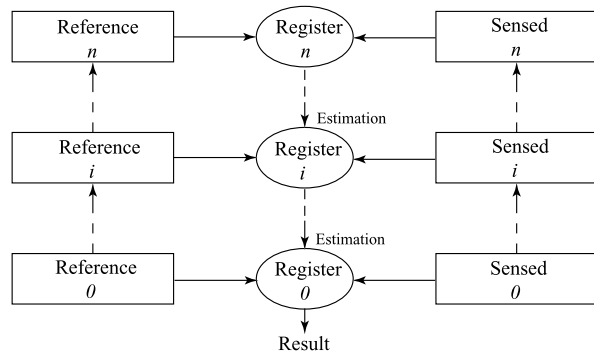 Reference
n
Register
n
Sensed
n
Estimation
Reference
i
Register
i
Sensed
i
Estimation
Reference
0
Register
0
Sensed
0
Result